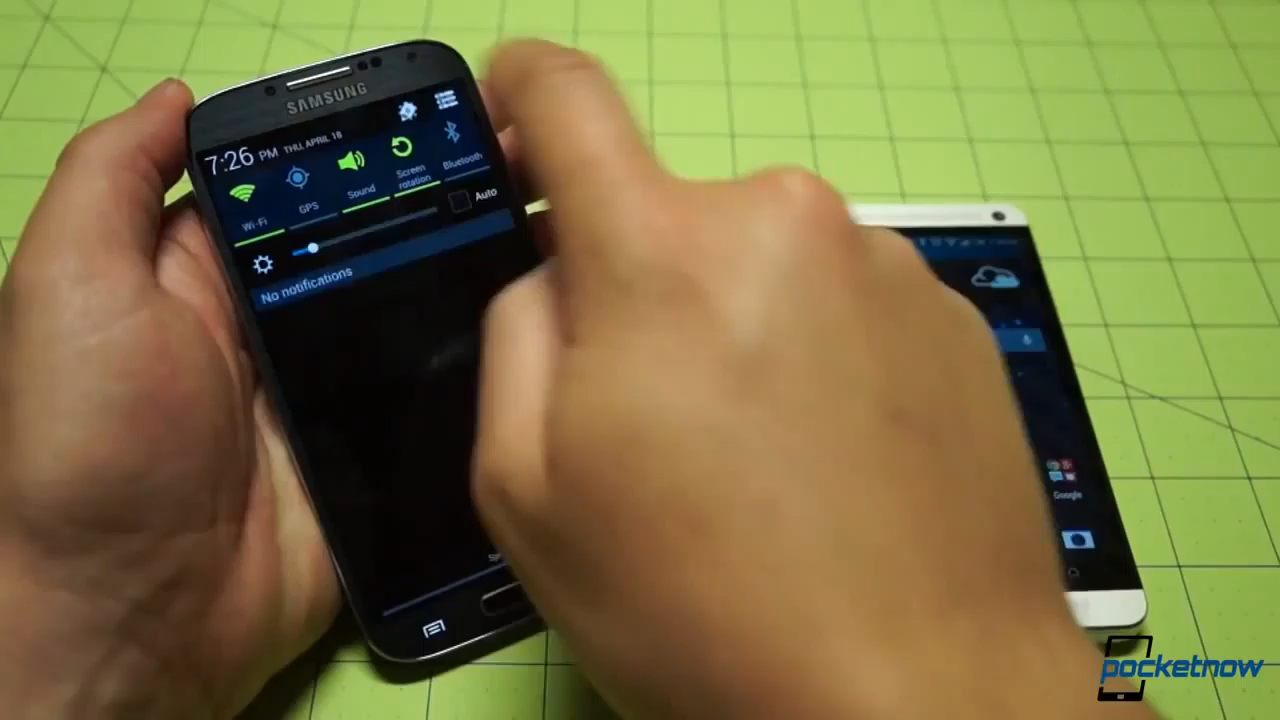 SAMSUNG
7:26 PM THU, APRIL 18
Wi-Fi
GPS
Sound
Screen
rotation
Bluetooth
Auto
No notifications
Google
pocketnow